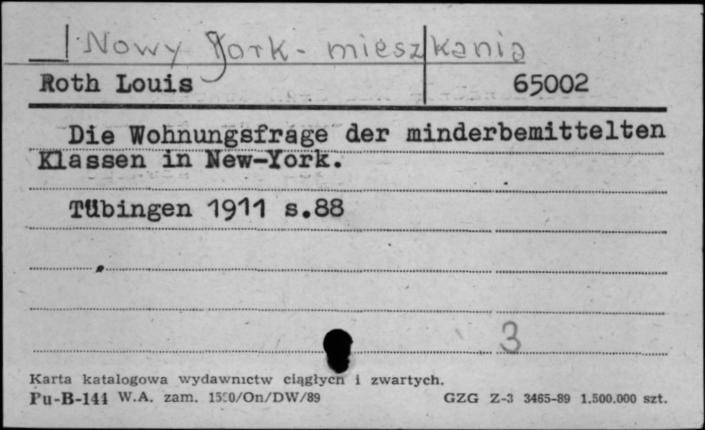 Nowy York - mieszkania
Roth Louis 65002
Die Wohnungsfrage der minderbemittelten
Klassen in New-York.
Tübingen 1911 s.88
3
Karta katalogowa wydawnictw ciągłych i zwartych.
Pu-B-144 W.A. zam. /On/DW/89 GZG Z-3 3465-89 1.500.000 szt.